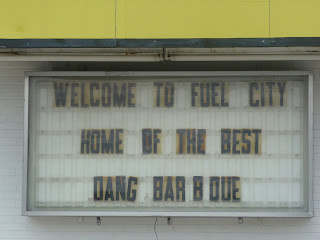 WELCOME TO FUEL CITY
HOME OF THE BEST
DANG BAR B QUE